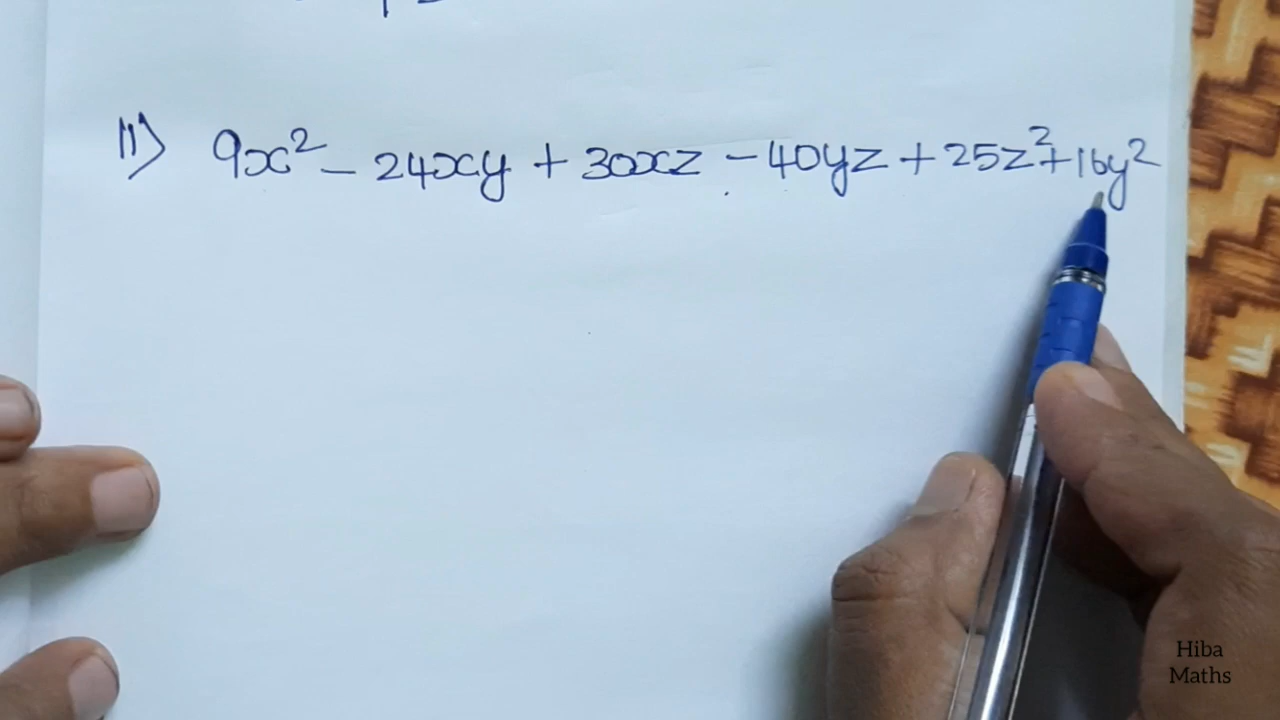 11) 9x² - 24xy + 30xz - 40yz + 25z² + 16y²
Hiba
Maths